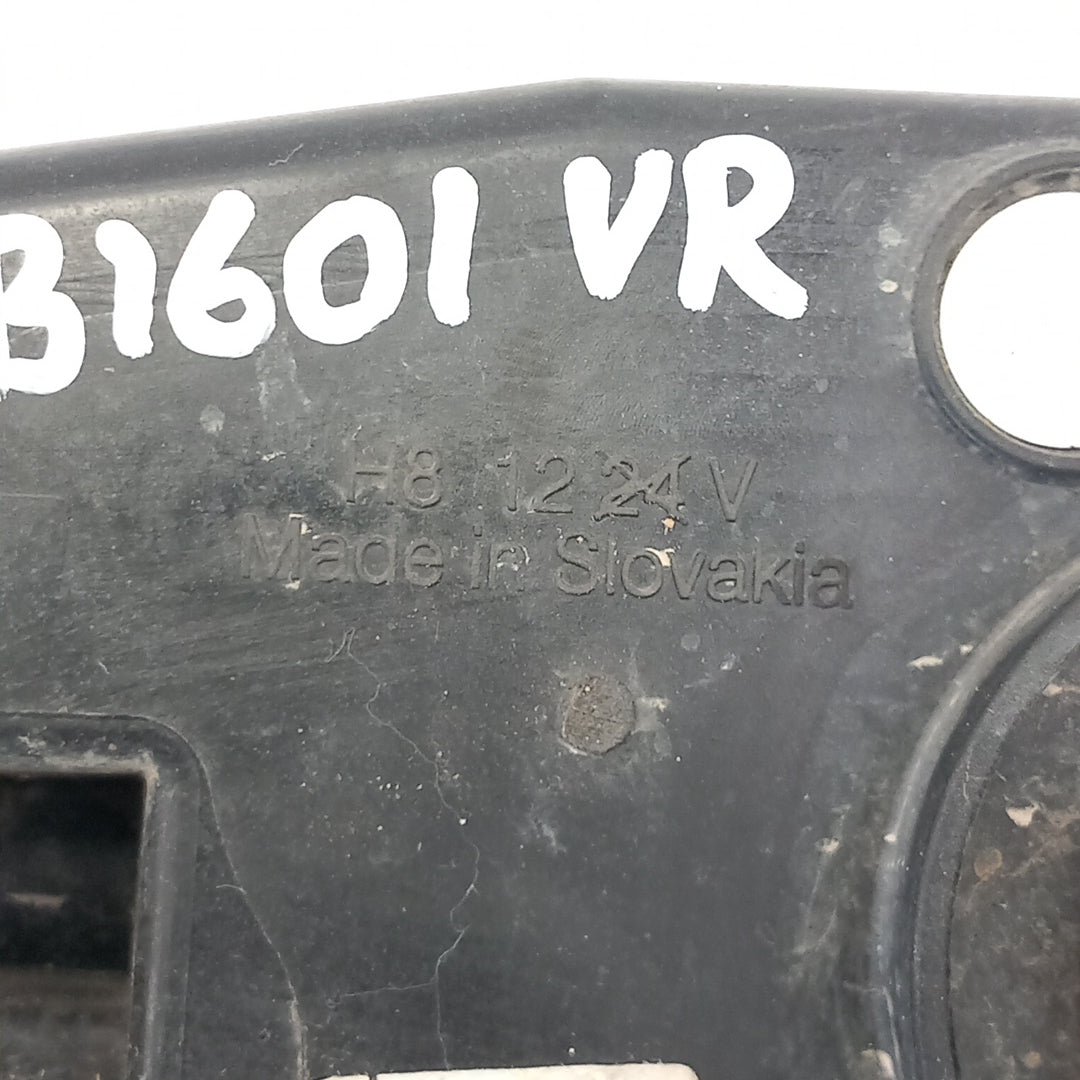 B1601 VR
H8 12 24 V
Made in Slovakia